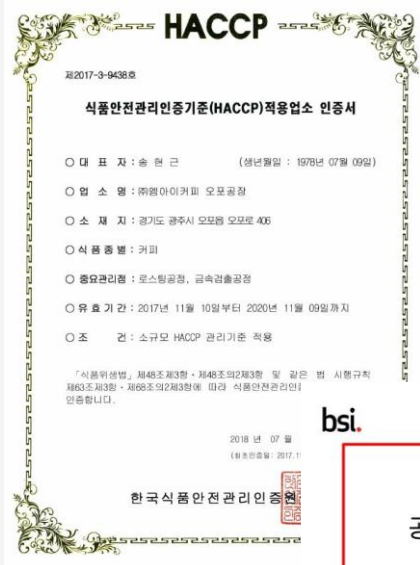 HACCP
제2017-3-9438호
식품안전관리인증기준(HACCP)적용업소 인증서
○ 대 표 자 : 송 현 근 (생년월일 : 1978년 07월 09일)
○ 업 소 명 : ㈜엠아이커피 오포공장
○ 소 재 지 : 경기도 광주시 오포읍 오포로 406
○ 식 품 종 별 : 커피
○ 중요관리점 : 로스팅공정, 금속검출공정
○ 유 효 기 간 : 2017년 11월 10일부터 2020년 11월 09일까지
○ 조 건 : 소규모 HACCP 관리기준 적용
「식품위생법」 제48조제3항ㆍ제48조의2제3항 및 같은 법 시행규칙
제63조제3항ㆍ제68조의2제3항에 따라 식품안전관리인증
인증합니다.
bsi.
2018 년 07 월
(최초인증일: 2017.11
한국식품안전관리인증원
공